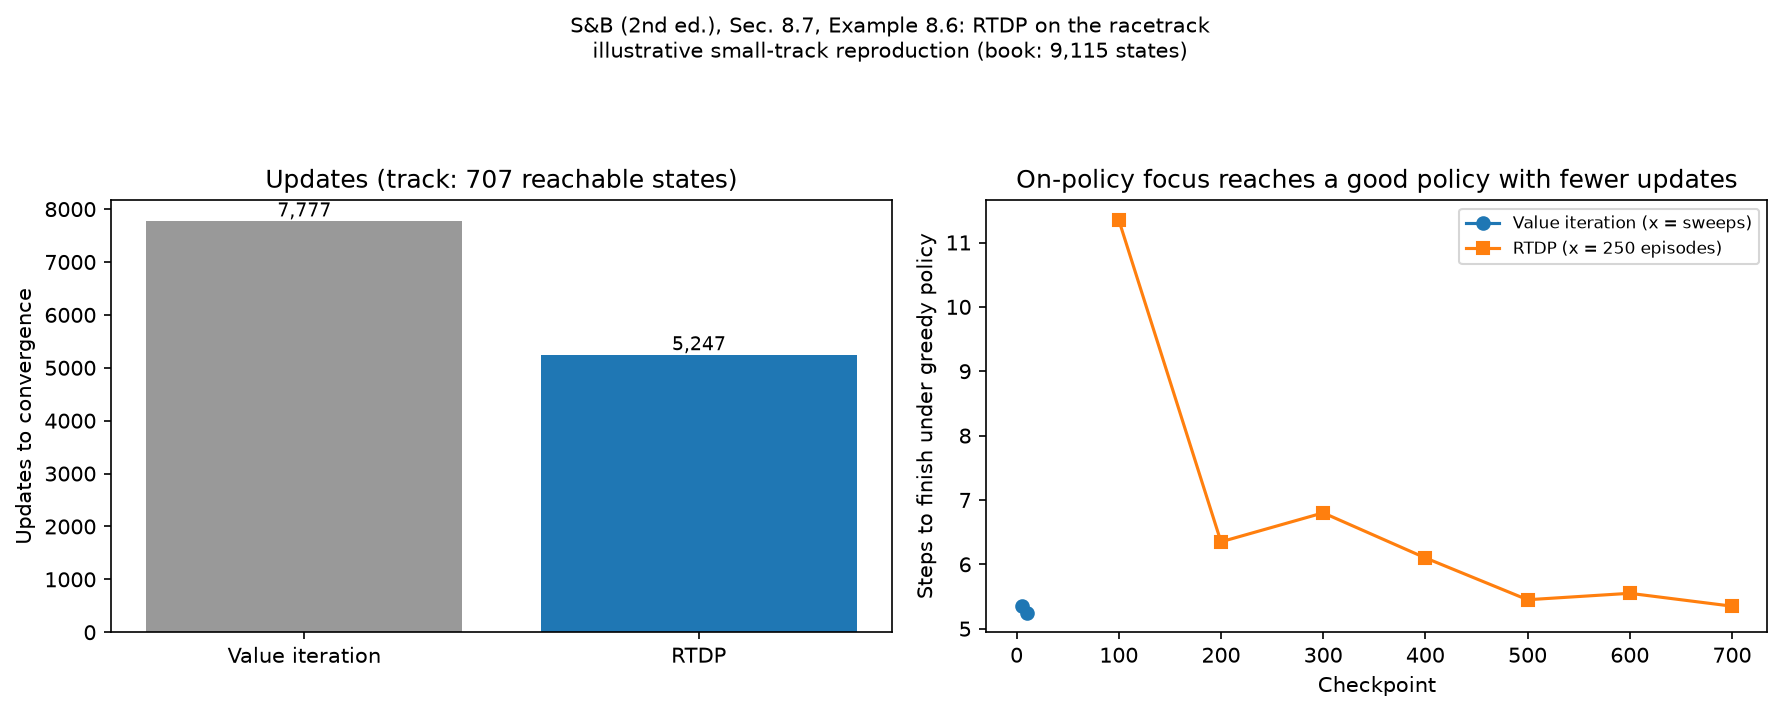 S&B (2nd ed.), Sec. 8.7, Example 8.6: RTDP on the racetrack
illustrative small-track reproduction (book: 9,115 states)
Updates (track: 707 reachable states)
Updates to convergence
8000
7000
6000
5000
4000
3000
2000
1000
0
7,777
5,247
Value iteration
RTDP
On-policy focus reaches a good policy with fewer updates
Steps to finish under greedy policy
11
10
9
8
7
6
5
Value iteration (x = sweeps)
RTDP (x = 250 episodes)
0
100
200
300
400
500
600
700
Checkpoint